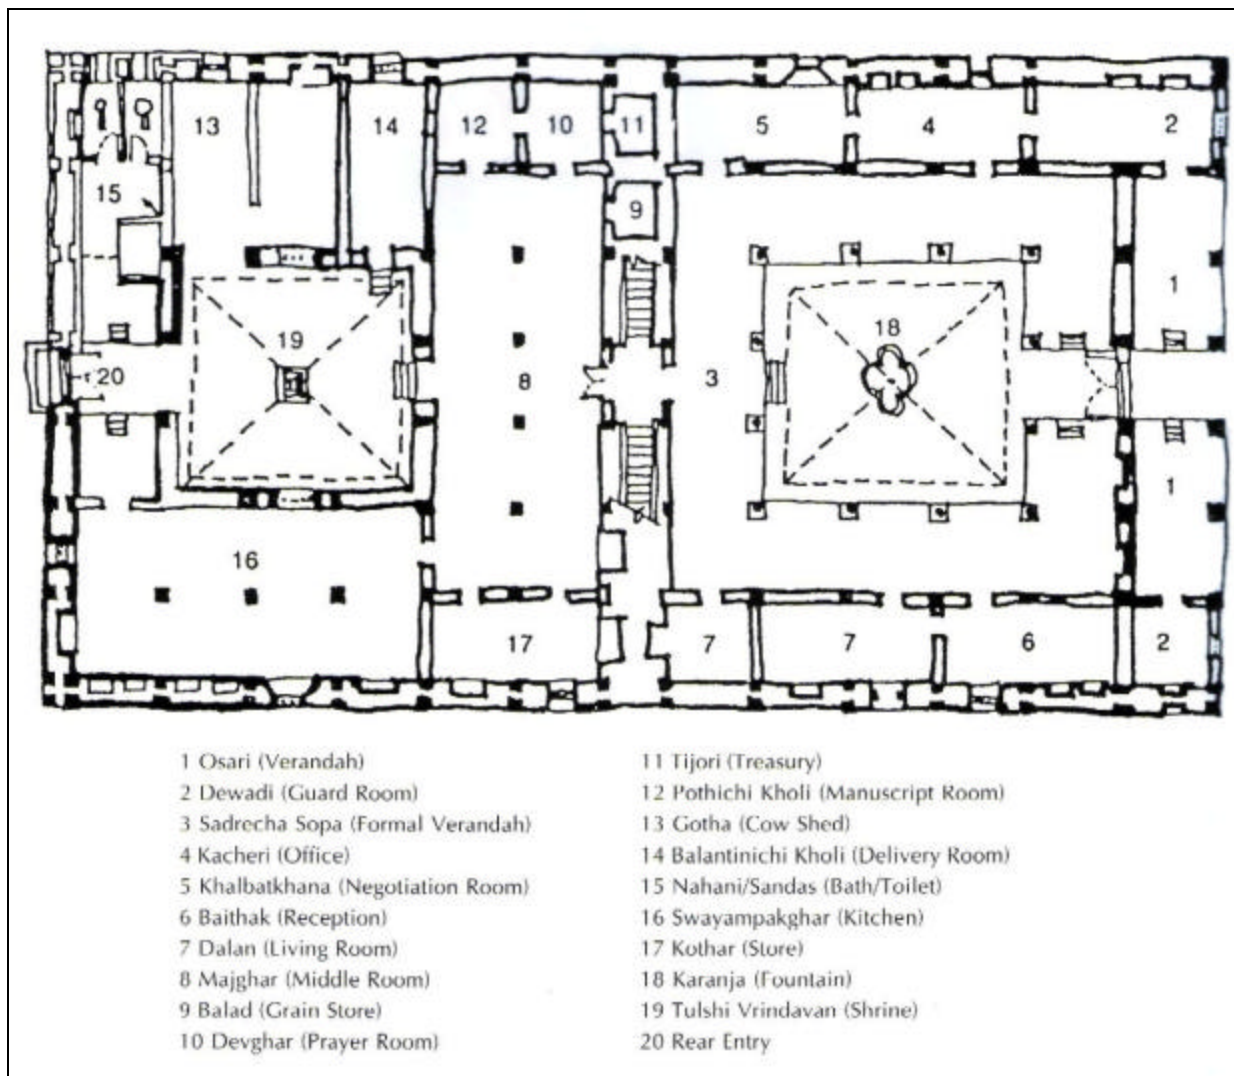 13
14
12
10
11
5
4
2
15
9
1
19
18
20
8
3
1
16
17
7
7
6
2
1 Osari (Verandah)
2 Dewadi (Guard Room)
3 Sadrecha Sopa (Formal Verandah)
4 Kacheri (Office)
5 Khalbatkhana (Negotiation Room)
6 Baithak (Reception)
7 Dalan (Living Room)
8 Majghar (Middle Room)
9 Balad (Grain Store)
10 Devghar (Prayer Room)
11 Tijori (Treasury)
12 Pothichi Kholi (Manuscript Room)
13 Gotha (Cow Shed)
14 Balantinichi Kholi (Delivery Room)
15 Nahani/Sandas (Bath/Toilet)
16 Swayampakghar (Kitchen)
17 Kothar (Store)
18 Karanja (Fountain)
19 Tulshi Vrindavan (Shrine)
20 Rear Entry